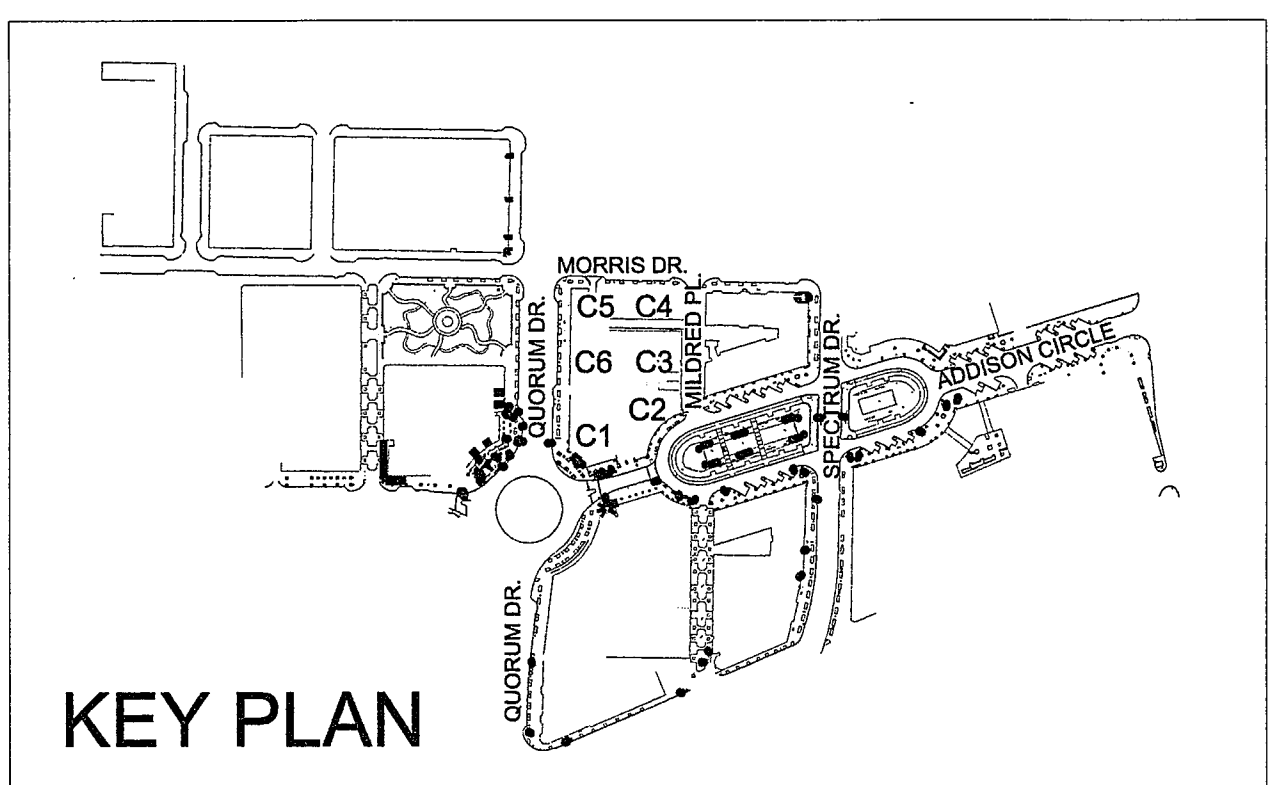 MORRIS DR.
C5 C4
MILDRED PL.
QUORUM DR.
SPECTRUM DR.
ADDISON CIRCLE
C6 C3
C2
C1
QUORUM DR.
KEY PLAN